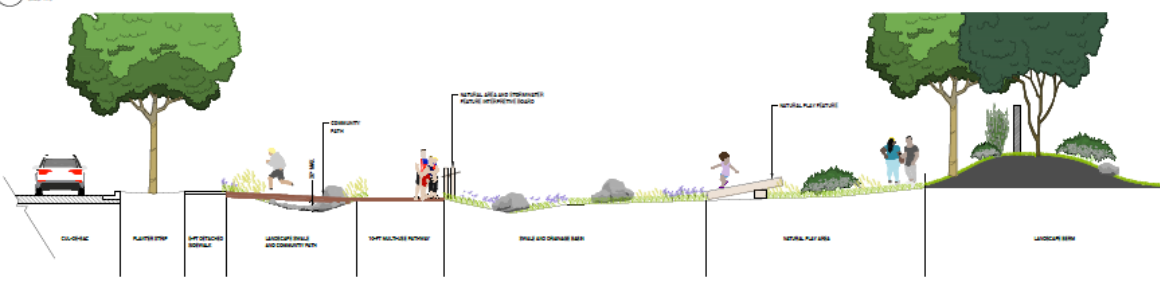 COMMUNITY
PATH
NATURAL AREA AND STORMWATER
FEATURE INTERPRETIVE BOARD
NATURAL PLAY FEATURE
CUL-DE-SAC
PLANTER STRIP
DETACHED
SIDEWALK
LANDSCAPE SWALE
AND COMMUNITY PATH
10-FT MULTI-USE PATHWAY
SWALE AND DRAINAGE BASIN
NATURAL PLAY AREA
LANDSCAPE BERM